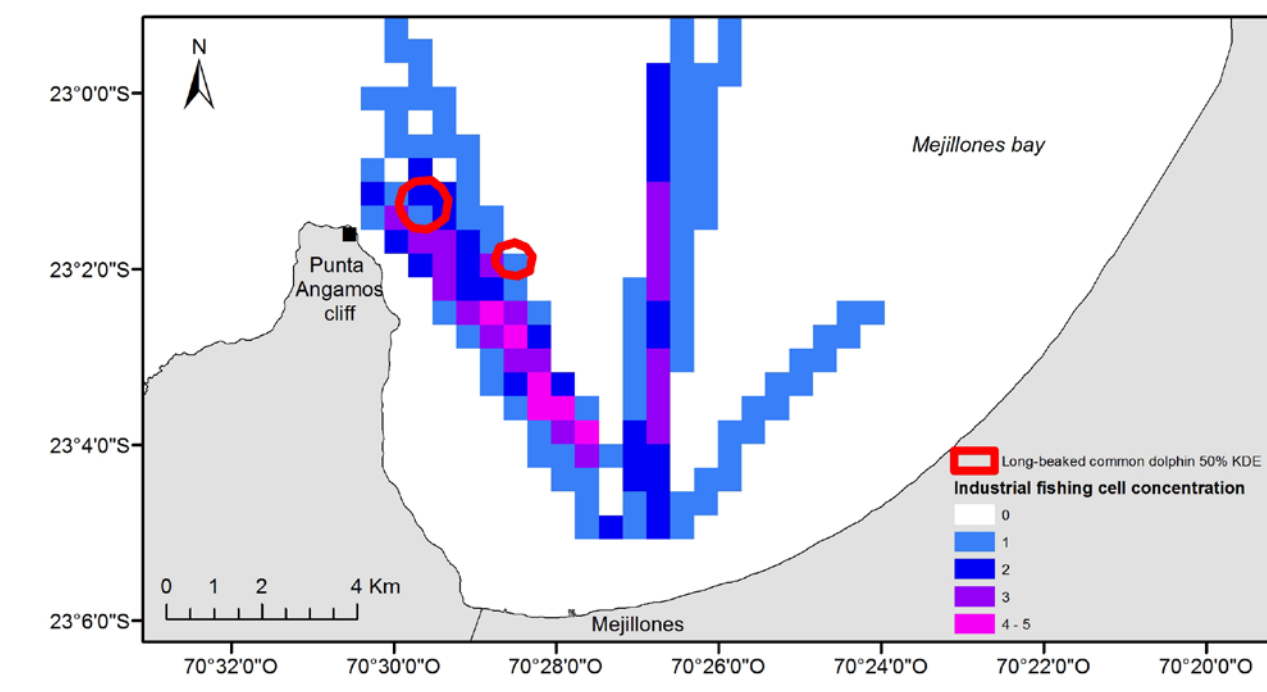 N
23°0'0"S
Mejillones bay
23°20"S
Punta
Angamos
cliff
23°4'0"S
Long-beaked common dolphin 50% KDE
Industrial fishing cell concentration
0
1
2
3
4 - 5
0 1 2 4 Km
23°6'0"S
Mejillones
70°32'0"O 70°30'0"O 70°28'0"O 70°26'0"O 70°24'0"O 70°22'0"O 70°20'0"O